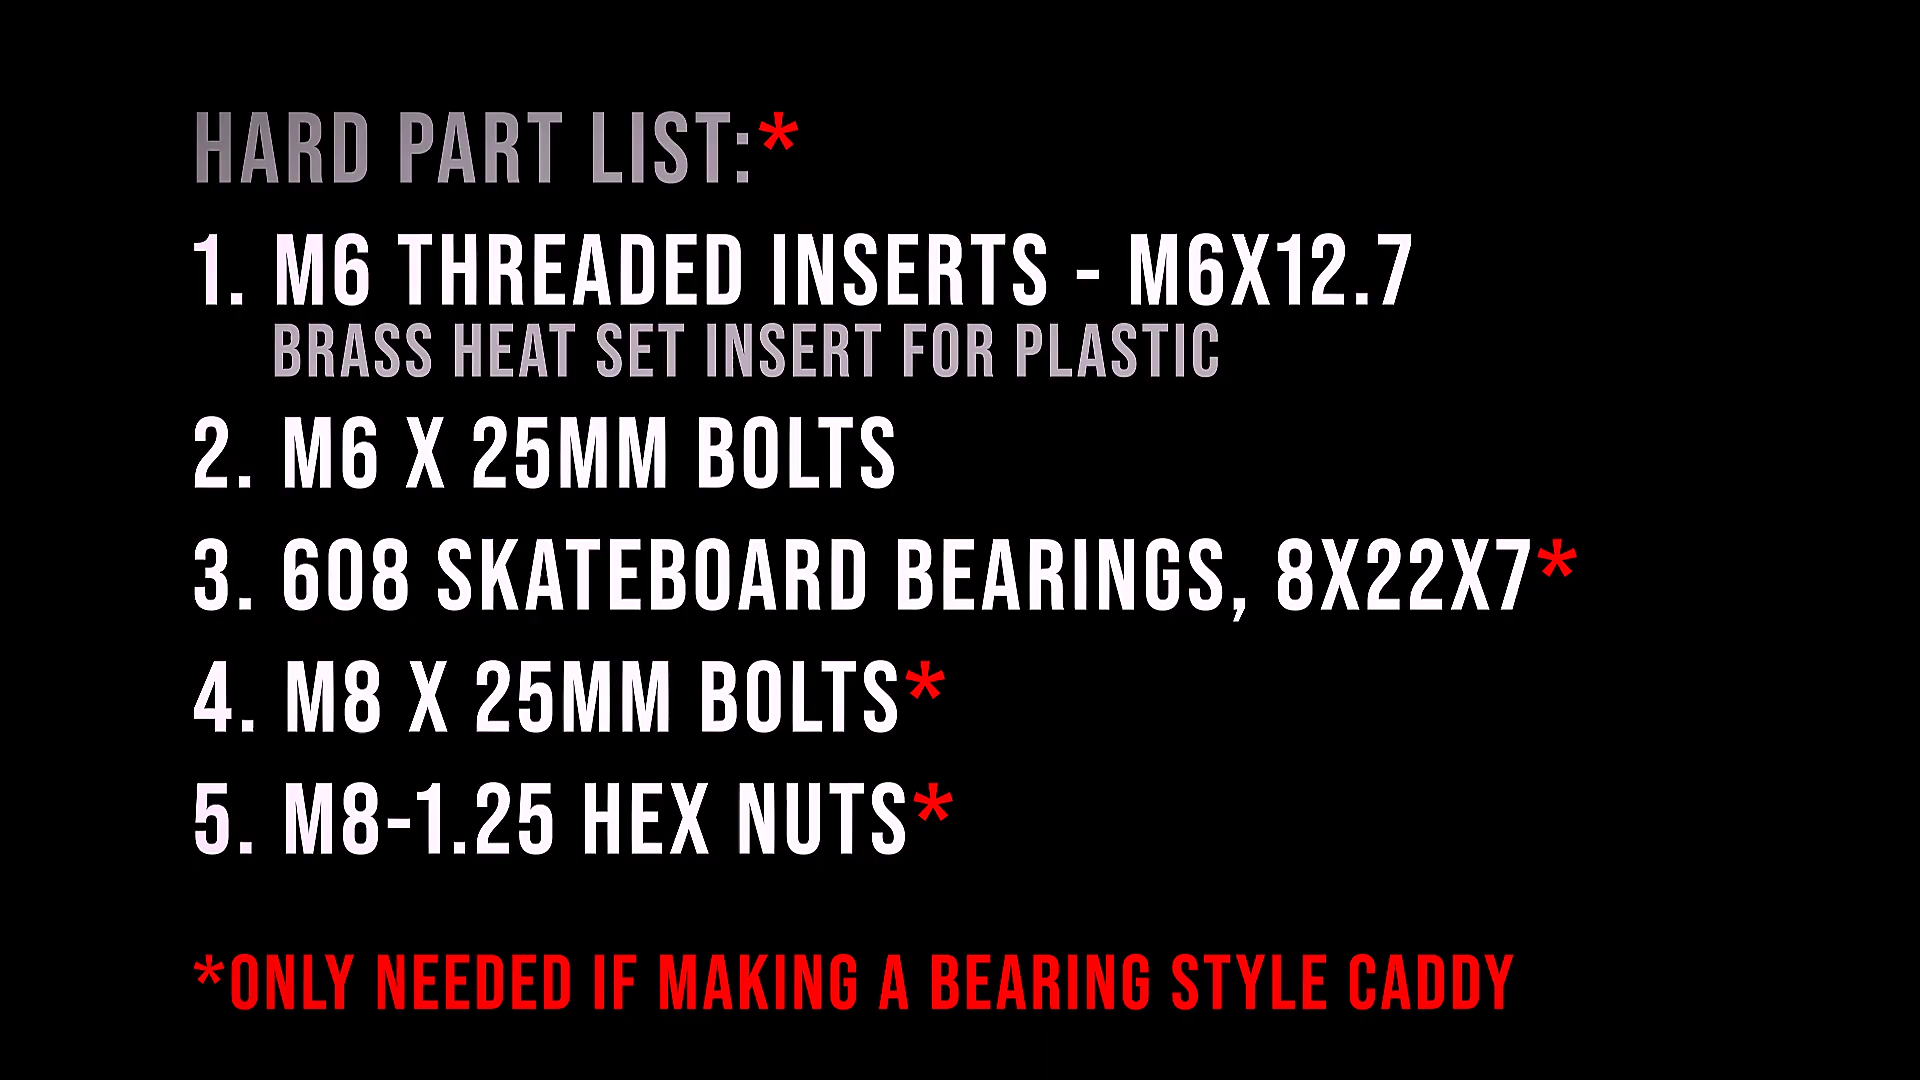 HARD PART LIST:*
1. M6 THREADED INSERTS - M6X12.7
BRASS HEAT SET INSERT FOR PLASTIC
2. M6 X 25MM BOLTS
3. 608 SKATEBOARD BEARINGS, 8X22X7*
4. M8 X 25MM BOLTS*
5. M8-1.25 HEX NUTS*
*ONLY NEEDED IF MAKING A BEARING STYLE CADDY